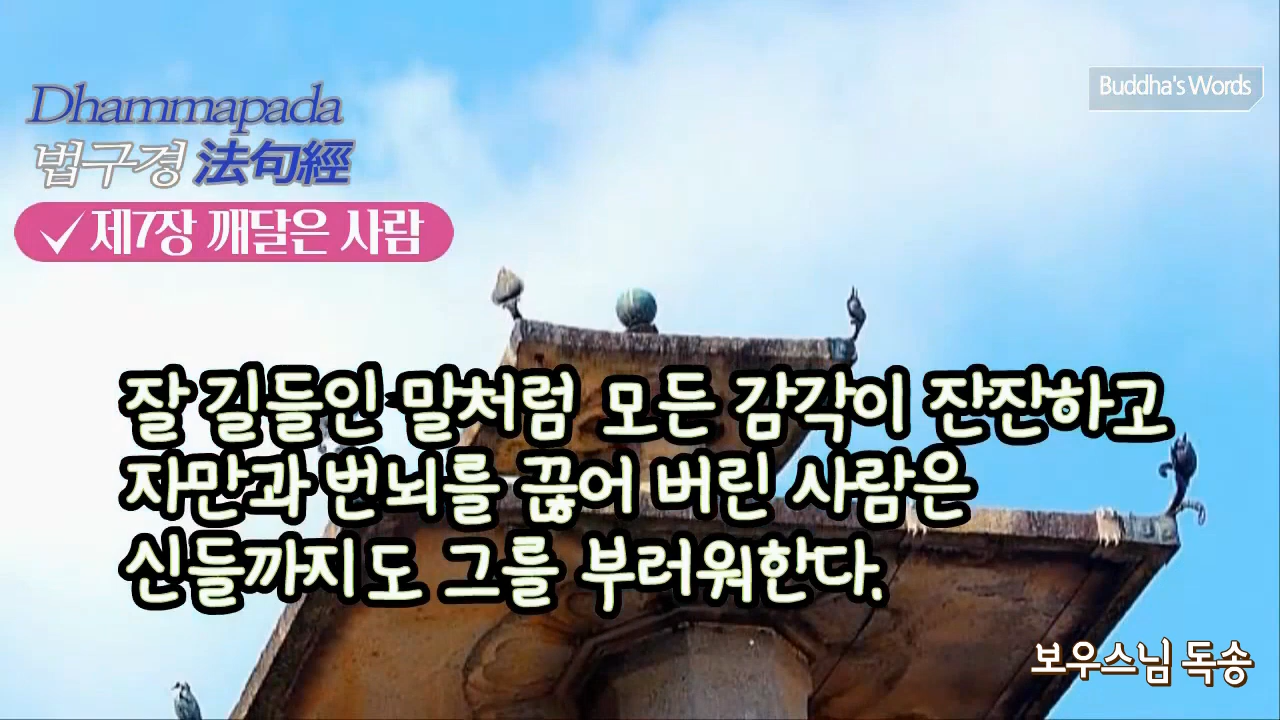 Dhammapada
법구경 法句經
✓제7장 깨달은 사람
Buddha's Words
잘 길들인 말처럼 모든 감각이 잔잔하고
자만과 번뇌를 끊어 버린 사람은
신들까지도 그를 부러워한다.
보우스님 독송